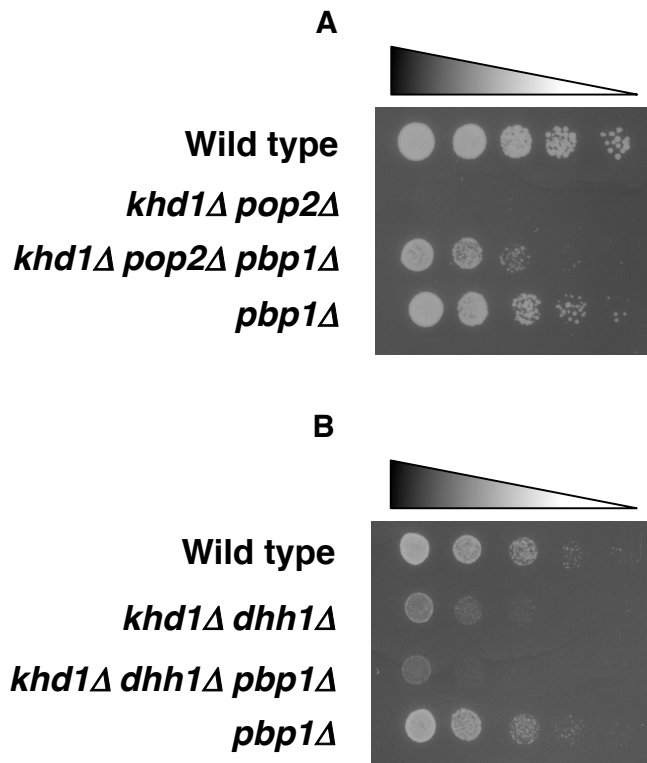 A
Wild type
khd1Δ pop2Δ
khd1Δ pop2Δ pbp1Δ
pbp1Δ
B
Wild type
khd1Δ dhh1Δ
khd1Δ dhh1Δ pbp1Δ
pbp1Δ